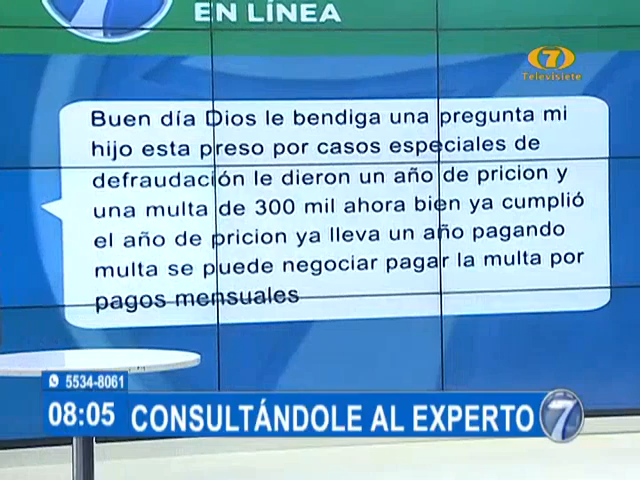 EN LÍNEA
7
Televisiete
Buen día Dios le bendiga una pregunta mi
hijo esta preso por casos especiales de
defraudación le dieron un año de pricion y
una multa de 300 mil ahora bien ya cumplió
el año de pricion ya lleva un año pagando
multa se puede negociar pagar la multa por
pagos mensuales
5534-8061
08:05 CONSULTÁNDOLE AL EXPERTO 7